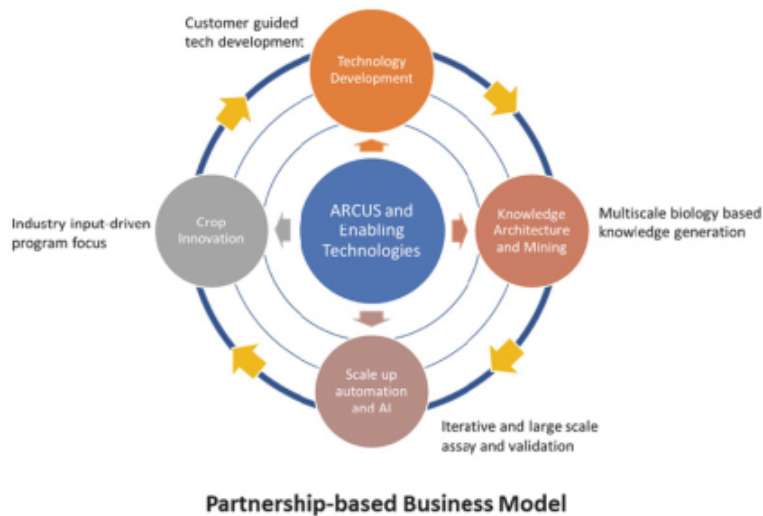 Customer guided
tech development
Technology
Development
ARCUS and
Enabling
Technologies
Crop
Innovation
Industry input-driven
program focus
Knowledge
Architecture
and Mining
Multiscale biology based
knowledge generation
Scale up
automation
and AI
Iterative and large scale
assay and validation
Partnership-based Business Model